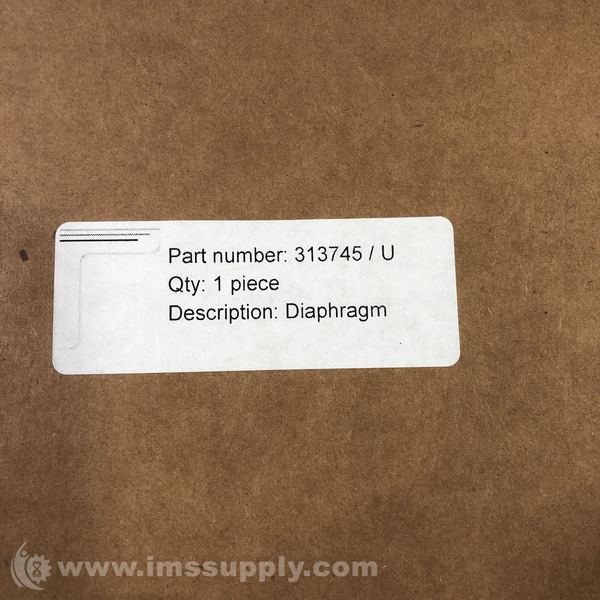 Part number: 313745 / U
Qty: 1 piece
Description: Diaphragm
www.imssupply.com